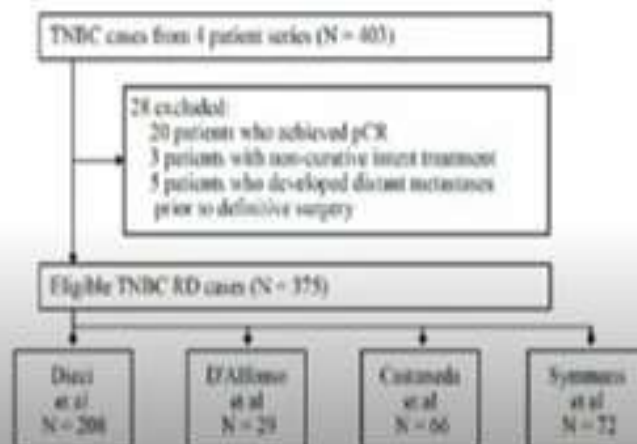 TNBC cases from 4 patient series (N = 403)
28 excluded:
20 patients who achieved pCR
3 patients with non-curative intent treatment
5 patients who developed distant metastases
prior to definitive surgery
Eligible TNBC RD cases (N = 375)
Dieci
et al
N = 208
D'Alfonso
et al
N = 29
Castaneda
et al
N = 66
Symmans
et al
N = 72